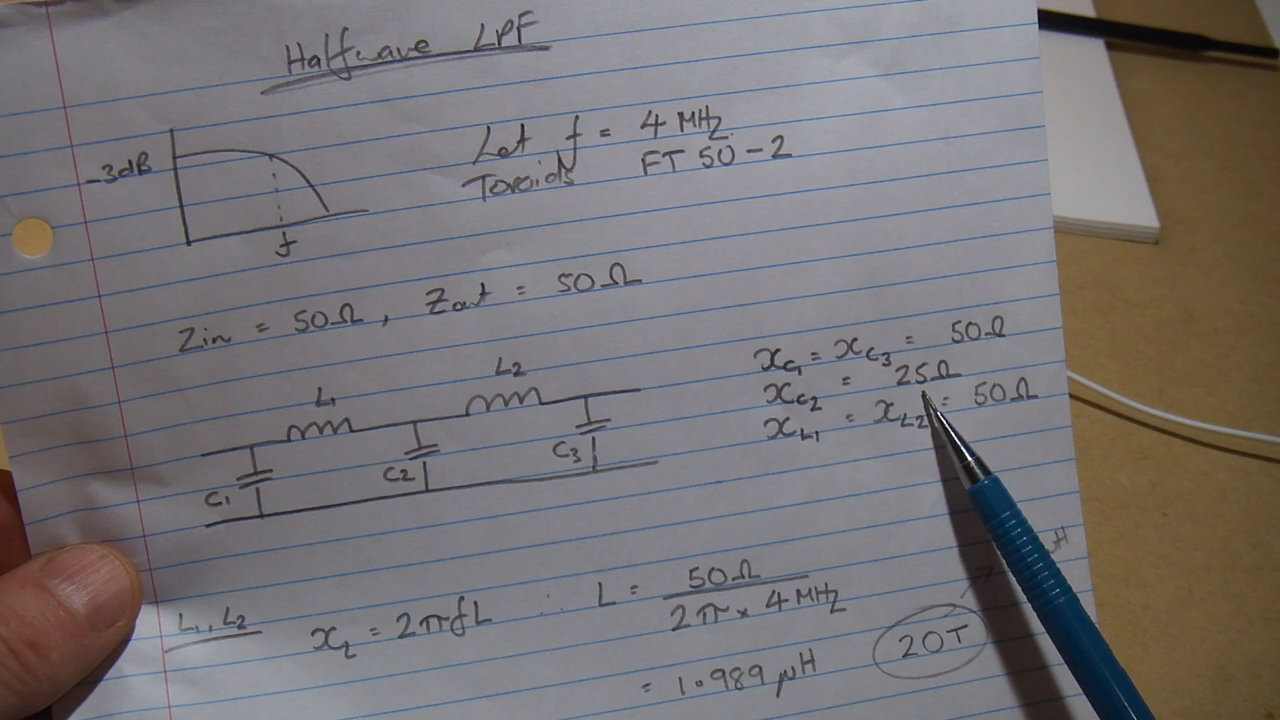 Halfwave LPF
Let f = 4 MHz
Toroids FT 50-2
-3dB
f
Zin = 50Ω, Zout = 50Ω
L1
L2
C1
C2
C3
xC1 = xC3 = 50Ω
xC2 = 25Ω
xL1 = xL2 = 50Ω
L1, L2
xL = 2πfL ∴ L = 50Ω
2π × 4 MHz
= 1.989 μH
20T
μH